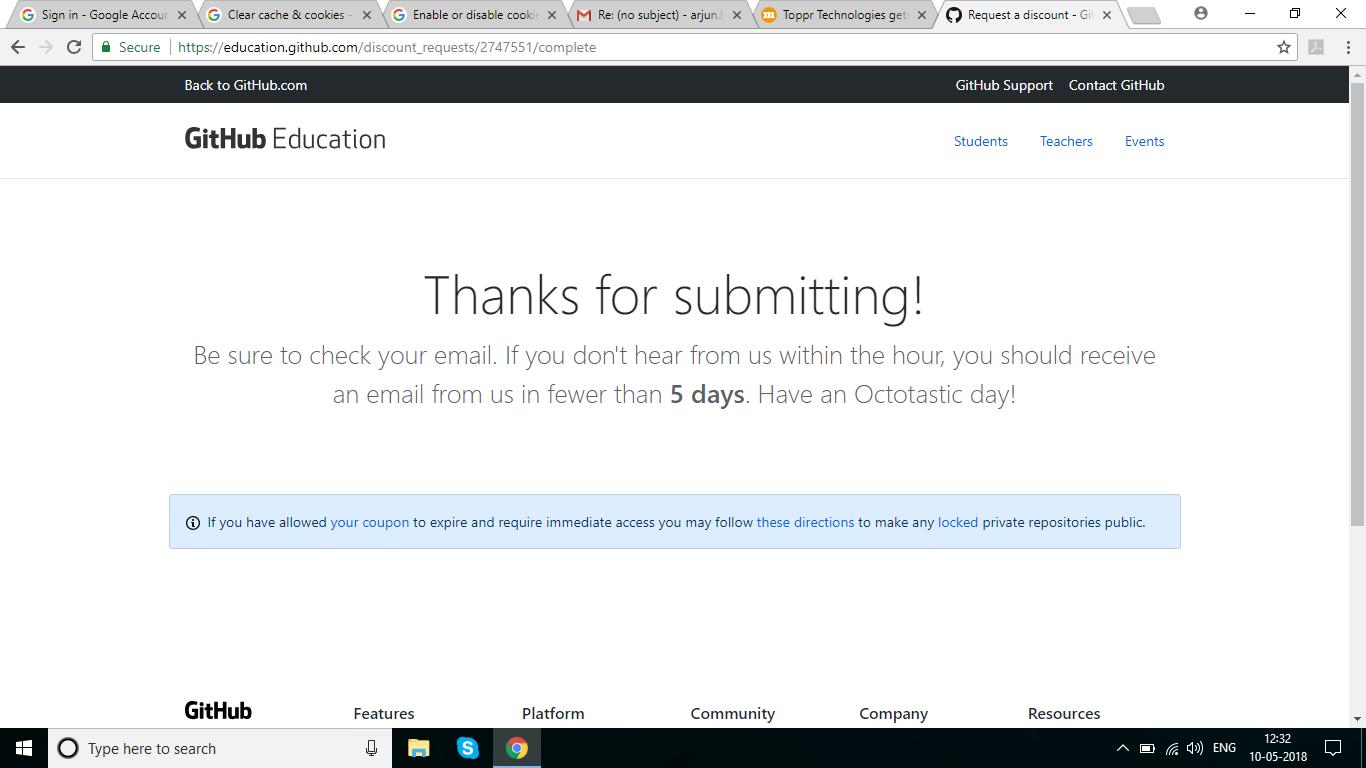 Sign in - Google Accoun
Clear cache & cookies -
Enable or disable cookie
Re: (no subject) - arjun.
Toppr Technologies gets
Request a discount - Git
Secure
https://education.github.com/discount_requests/2747551/complete
Back to GitHub.com
GitHub Support
Contact GitHub
GitHub Education
Students
Teachers
Events
Thanks for submitting!
Be sure to check your email. If you don't hear from us within the hour, you should receive
an email from us in fewer than 5 days. Have an Octotastic day!
If you have allowed your coupon to expire and require immediate access you may follow these directions to make any locked private repositories public.
GitHub
Features
Platform
Community
Company
Resources
Type here to search
ENG
12:32
10-05-2018